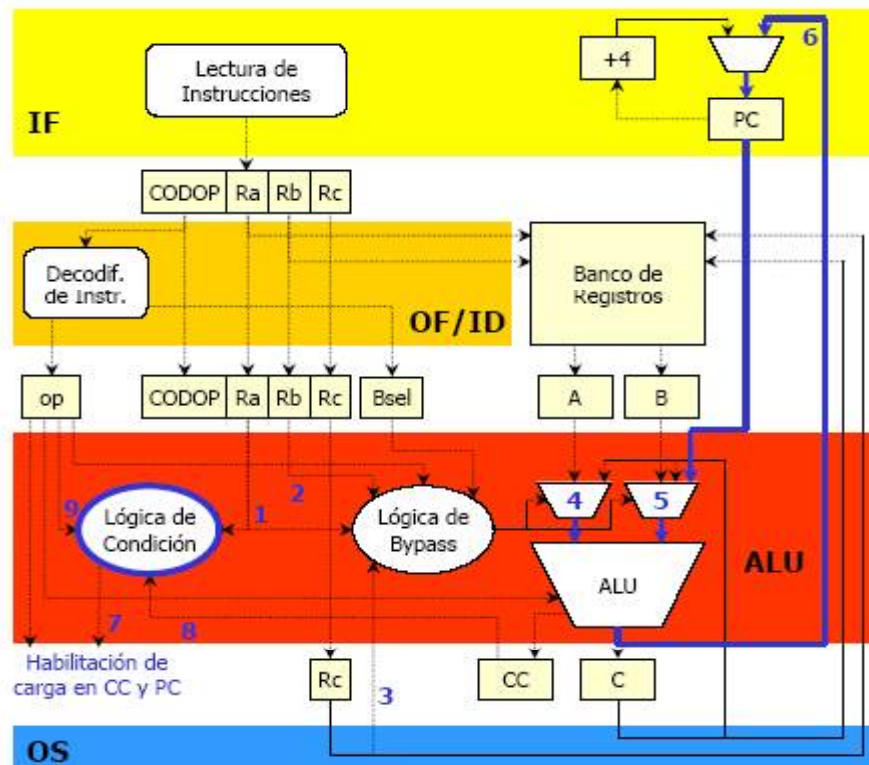 6
+4
Lectura de
Instrucciones
IF
PC
CODOP Ra Rb Rc
Decodif.
de Instr.
OF/ID
Banco de
Registros
op
CODOP Ra Rb Rc
Bsel
A
B
9
Lógica de
Condición
1
2
Lógica de
Bypass
4
5
ALU
ALU
7
8
Habilitación de
carga en CC y PC
Rc
3
CC
C
OS